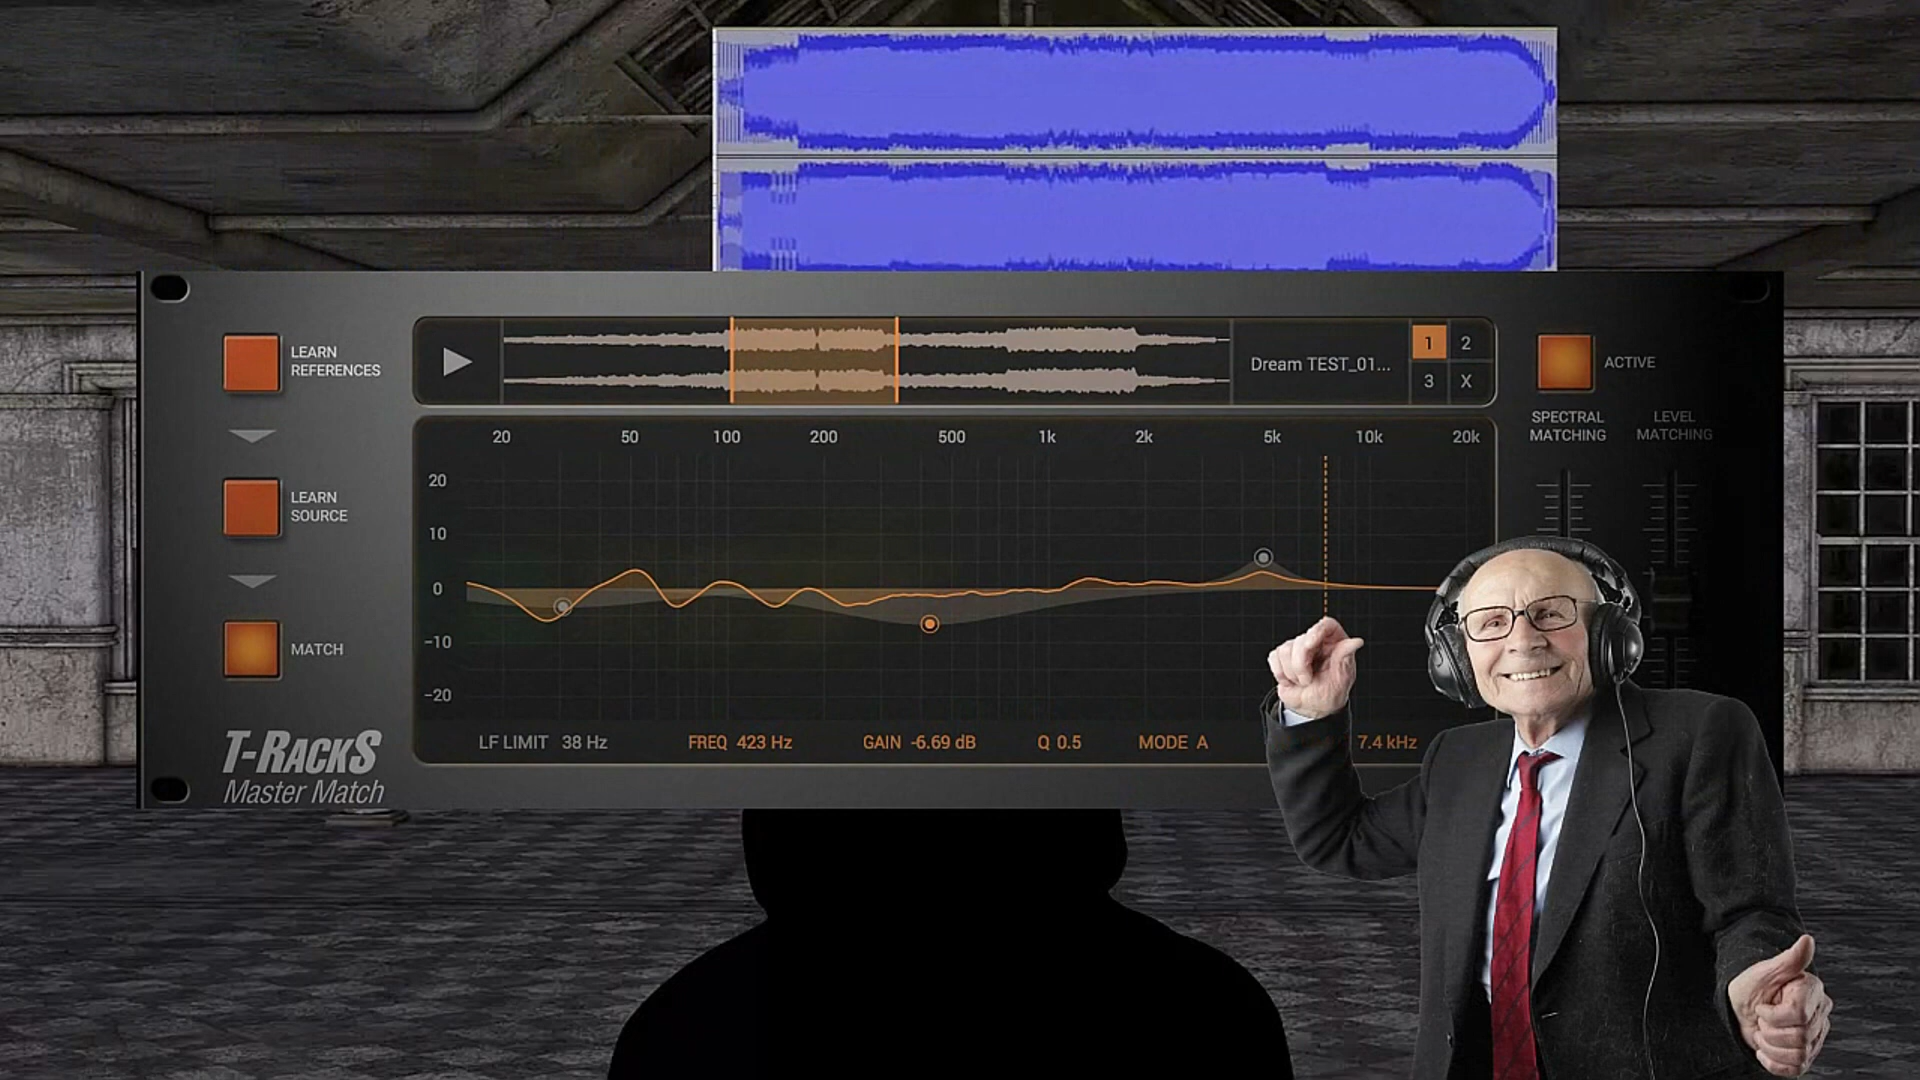 LEARN
REFERENCES
Dream TEST_01...
1 2
3 X
ACTIVE
SPECTRAL
MATCHING
LEVEL
MATCHING
20 50 100 200 500 1k 2k 5k 10k 20k
20
10
0
-10
-20
LEARN
SOURCE
MATCH
LF LIMIT 38 Hz FREQ 423 Hz GAIN -6.69 dB Q 0.5 MODE A 7.4 kHz
T-RACKS
Master Match